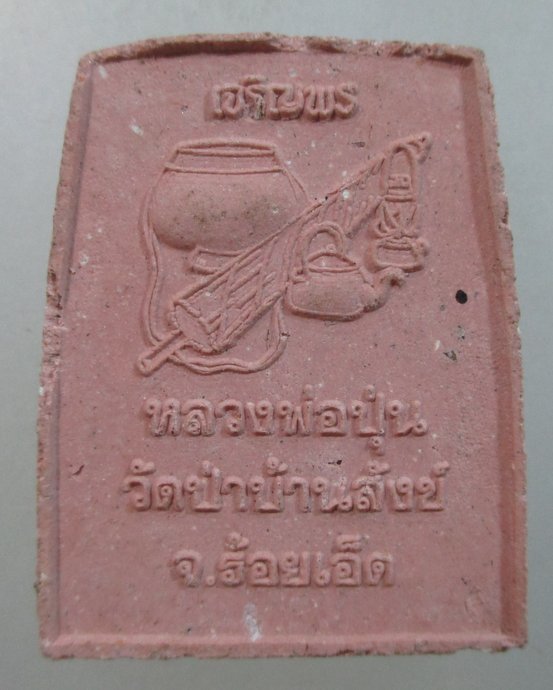 เจริญพร
หลวงพ่อปุ่น
วัดป่าบ้านสังข์
จ.ร้อยเอ็ด